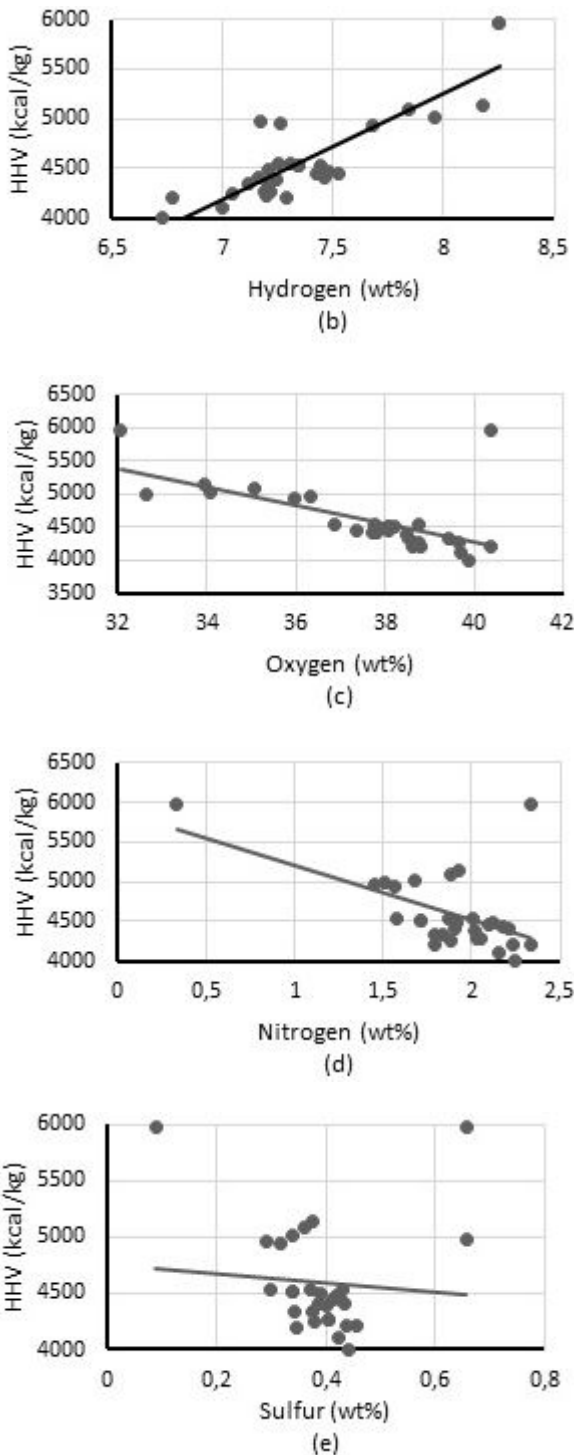 6000
5500
5000
4500
4000
HHV (kcal/kg)
6,5 7 7,5 8 8,5
Hydrogen (wt%)
(b)
6500
6000
5500
5000
4500
4000
3500
HHV (kcal/kg)
32 34 36 38 40 42
Oxygen (wt%)
(c)
6500
6000
5500
5000
4500
4000
HHV (kcal/kg)
0 0,5 1 1,5 2 2,5
Nitrogen (wt%)
(d)
6000
5500
5000
4500
4000
HHV (kcal/kg)
0 0,2 0,4 0,6 0,8
Sulfur (wt%)
(e)